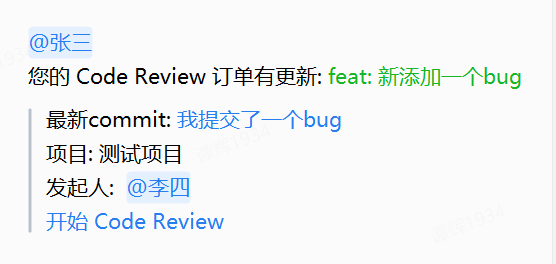 @张三
您的 Code Review 订单有更新: feat: 新添加一个bug
最新commit: 我提交了一个bug
项目: 测试项目
发起人: @李四
开始 Code Review